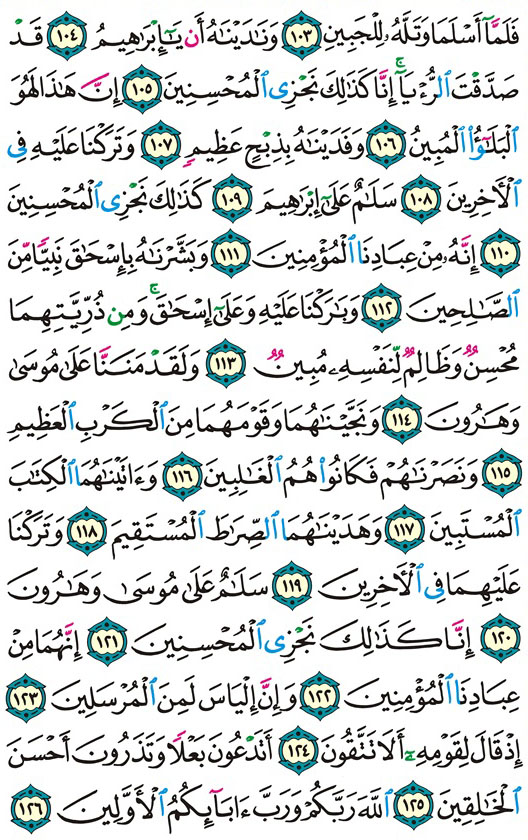 فَلَمَّآ أَسْلَمَا وَتَلَّهُۥ لِلْجَبِينِ ١٠٣ وَنَٰدَيْنَٰهُ أَن يَٰٓإِبْرَٰهِيمُ ١٠٤ قَدْ
صَدَّقْتَ ٱلرُّءْيَآۚ إِنَّا كَذَٰلِكَ نَجْزِى ٱلْمُحْسِنِينَ ١٠٥ إِنَّ هَٰذَا لَهُوَ
ٱلْبَلَٰٓؤُا۟ ٱلْمُبِينُ ١٠٦ وَفَدَيْنَٰهُ بِذِبْحٍ عَظِيمٍ ١٠٧ وَتَرَكْنَا عَلَيْهِ فِى
ٱلْءَاخِرِينَ ١٠٨ سَلَٰمٌ عَلَىٰٓ إِبْرَٰهِيمَ ١٠٩ كَذَٰلِكَ نَجْزِى ٱلْمُحْسِنِينَ
١١٠ إِنَّهُۥ مِنْ عِبَادِنَا ٱلْمُؤْمِنِينَ ١١١ وَبَشَّرْنَٰهُ بِإِسْحَٰقَ نَبِيًّا مِّنَ
ٱلصَّٰلِحِينَ ١١٢ وَبَٰرَكْنَا عَلَيْهِ وَعَلَىٰٓ إِسْحَٰقَۚ وَمِن ذُرِّيَّتِهِمَا
مُحْسِنٌ وَظَالِمٌ لِّنَفْسِهِۦ مُبِينٌ ١١٣ وَلَقَدْ مَنَنَّا عَلَىٰ مُوسَىٰ
وَهَٰرُونَ ١١٤ وَنَجَّيْنَٰهُمَا وَقَوْمَهُمَا مِنَ ٱلْكَرْبِ ٱلْعَظِيمِ
١١٥ وَنَصَرْنَٰهُمْ فَكَانُوا۟ هُمُ ٱلْغَٰلِبِينَ ١١٦ وَءَاتَيْنَٰهُمَا ٱلْكِتَٰبَ
ٱلْمُسْتَبِينَ ١١٧ وَهَدَيْنَٰهُمَا ٱلصِّرَٰطَ ٱلْمُسْتَقِيمَ ١١٨ وَتَرَكْنَا
عَلَيْهِمَا فِى ٱلْءَاخِرِينَ ١١٩ سَلَٰمٌ عَلَىٰ مُوسَىٰ وَهَٰرُونَ
١٢٠ إِنَّا كَذَٰلِكَ نَجْزِى ٱلْمُحْسِنِينَ ١٢١ إِنَّهُمَا مِنْ
عِبَادِنَا ٱلْمُؤْمِنِينَ ١٢٢ وَإِنَّ إِلْيَاسَ لَمِنَ ٱلْمُرْسَلِينَ ١٢٣
إِذْ قَالَ لِقَوْمِهِۦٓ أَلَا تَتَّقُونَ ١٢٤ أَتَدْعُونَ بَعْلًا وَتَذَرُونَ أَحْسَنَ
ٱلْخَٰلِقِينَ ١٢٥ ٱللَّهَ رَبَّكُمْ وَرَبَّ ءَابَآئِكُمُ ٱلْأَوَّلِينَ ١٢٦